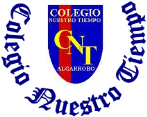 COLEGIO
NUESTRO TIEMPO
CNT
ALGARROBO
Colegio Nuestro Tiempo